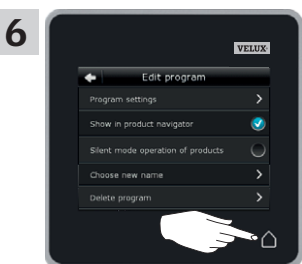 6
VELUX
Edit program
Program settings
Show in product navigator
Silent mode operation of products
Choose new name
Delete program